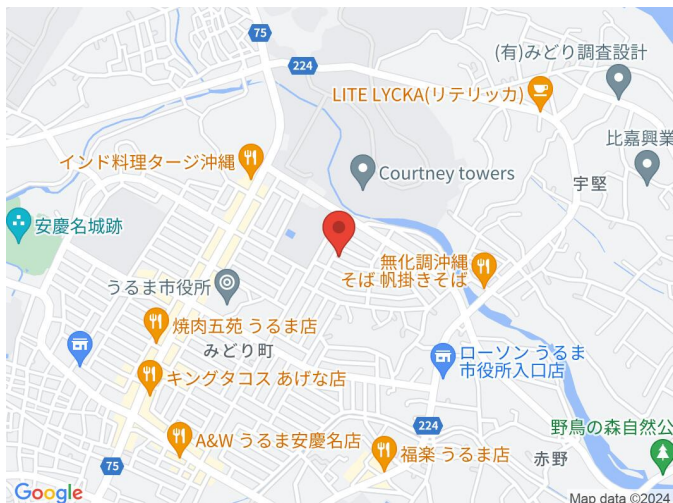 75
224
(有)みどり調査設計
LITE LYCKA(リテリッカ)
比嘉興業
インド料理タージ沖縄
Courtney towers
宇堅
安慶名城跡
無化調沖縄
そば 帆掛きそば
うるま市役所
焼肉五苑 うるま店
みどり町
ローソン うるま
市役所入口店
キングタコス あげな店
224
A&W うるま安慶名店
福楽 うるま店
野鳥の森自然公
赤野
75
Google
Map data ©2024